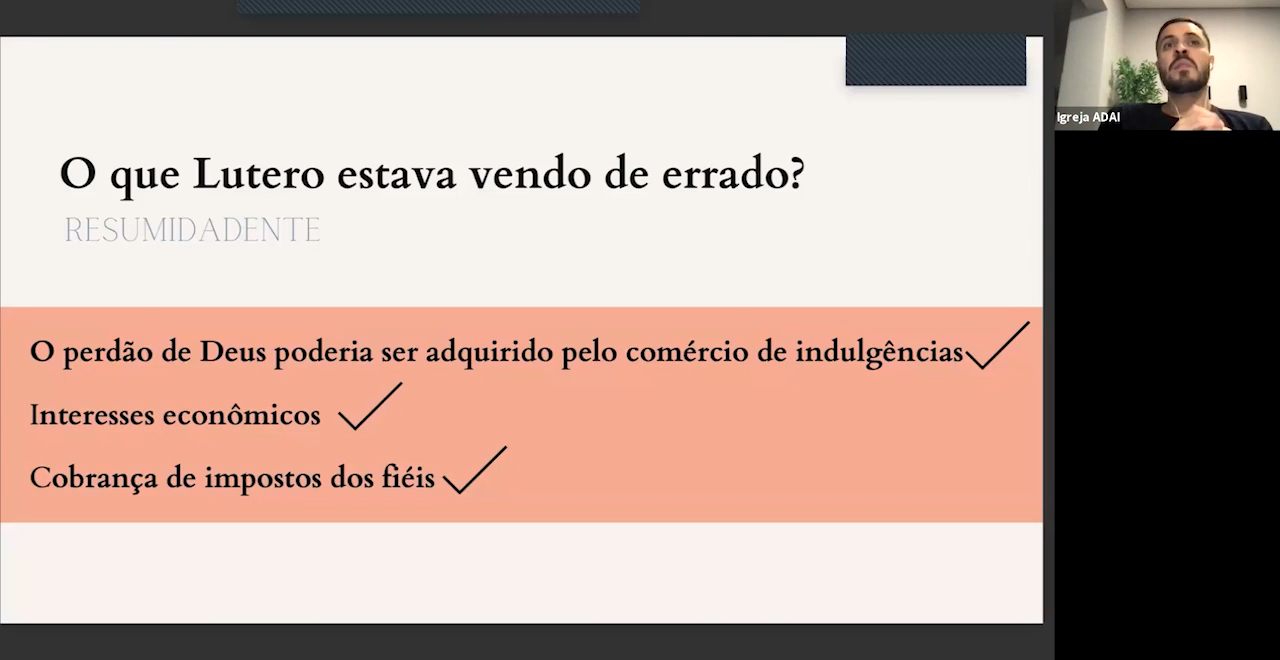 O que Lutero estava vendo de errado?
RESUMIDADENTE
O perdão de Deus poderia ser adquirido pelo comércio de indulgências
Interesses econômicos
Cobrança de impostos dos fiéis
Igreja ADAI